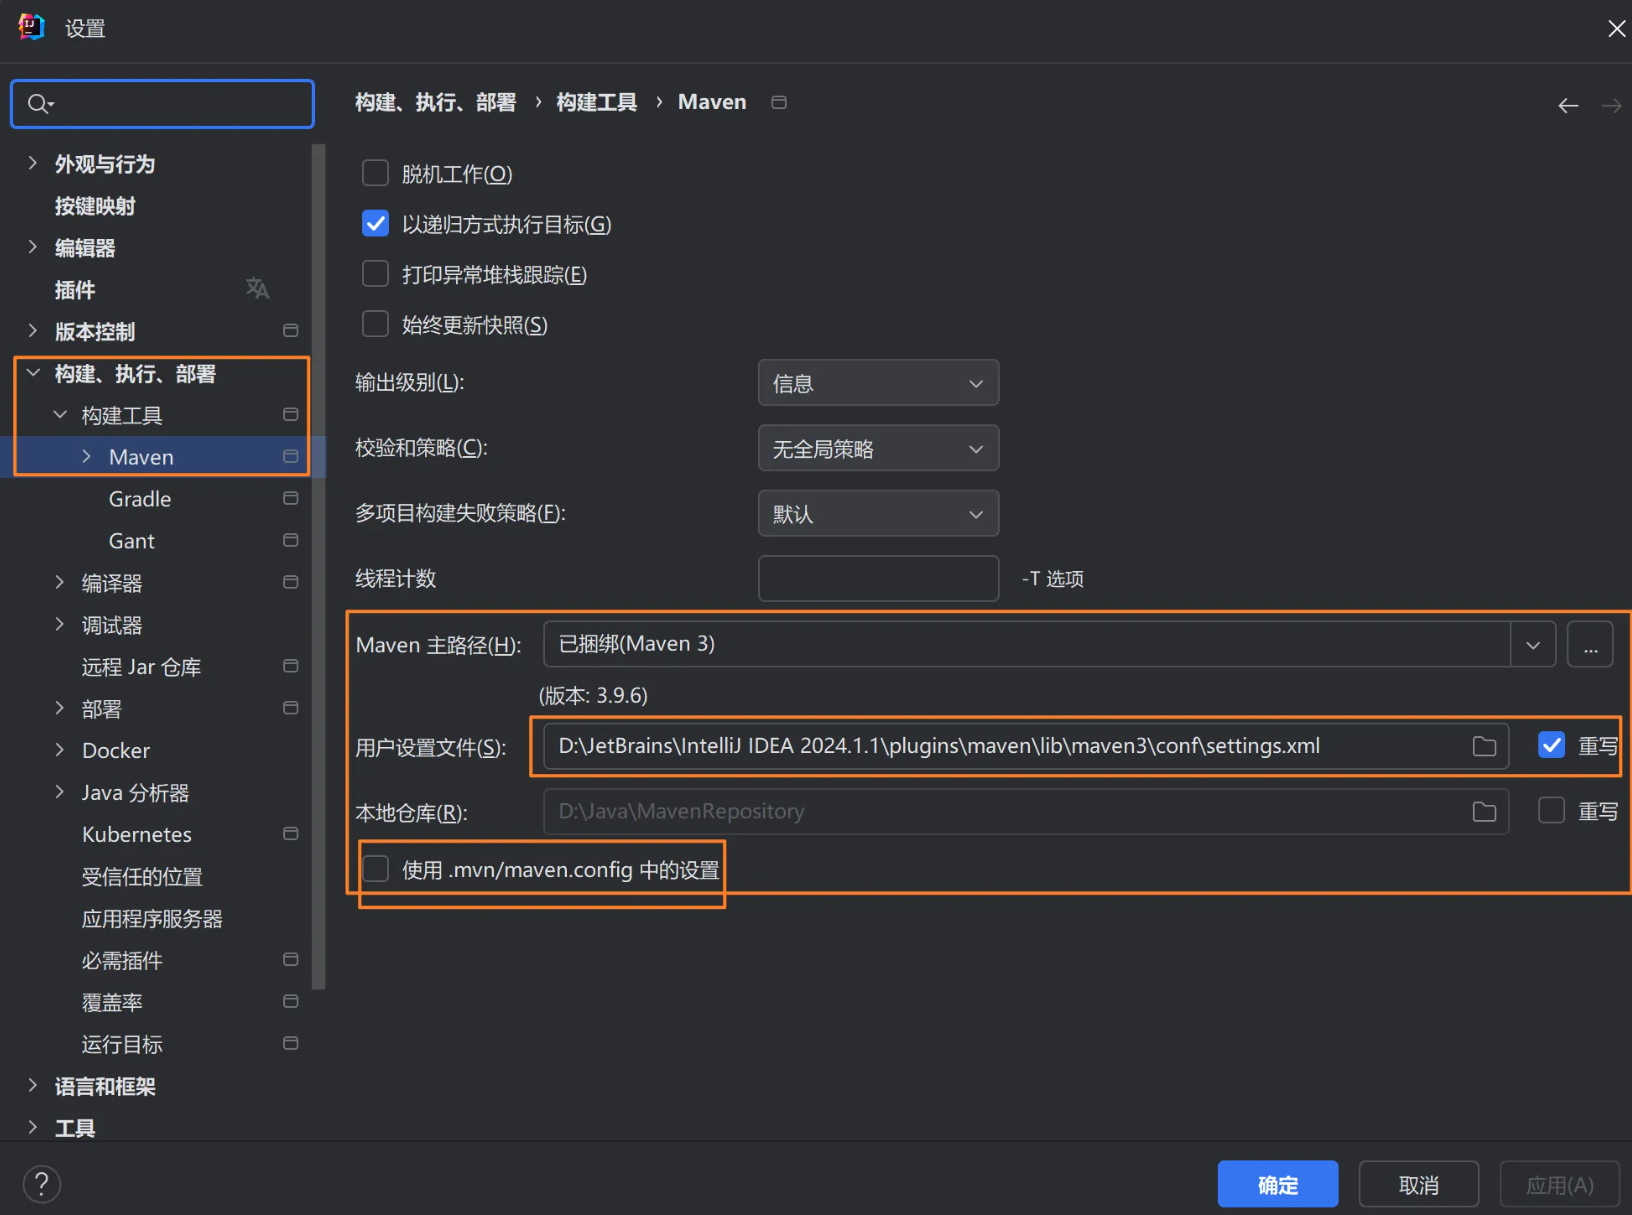 设置
构建、执行、部署 › 构建工具 › Maven
外观与行为
按键映射
编辑器
插件
版本控制
构建、执行、部署
构建工具
Maven
Gradle
Gant
编译器
调试器
远程 Jar 仓库
部署
Docker
Java 分析器
Kubernetes
受信任的位置
应用程序服务器
必需插件
覆盖率
运行目标
语言和框架
工具
脱机工作(O)
以递归方式执行目标(G)
打印异常堆栈跟踪(E)
始终更新快照(S)
输出级别(L): 信息
校验和策略(C): 无全局策略
多项目构建失败策略(F): 默认
线程计数 -T 选项
Maven 主路径(H): 已捆绑(Maven 3) ...
(版本: 3.9.6)
用户设置文件(S): D:\JetBrains\IntelliJ IDEA 2024.1.1\plugins\maven\lib\maven3\conf\settings.xml 重写
本地仓库(R): D:\Java\MavenRepository 重写
使用 .mvn/maven.config 中的设置
? 确定 取消 应用(A)